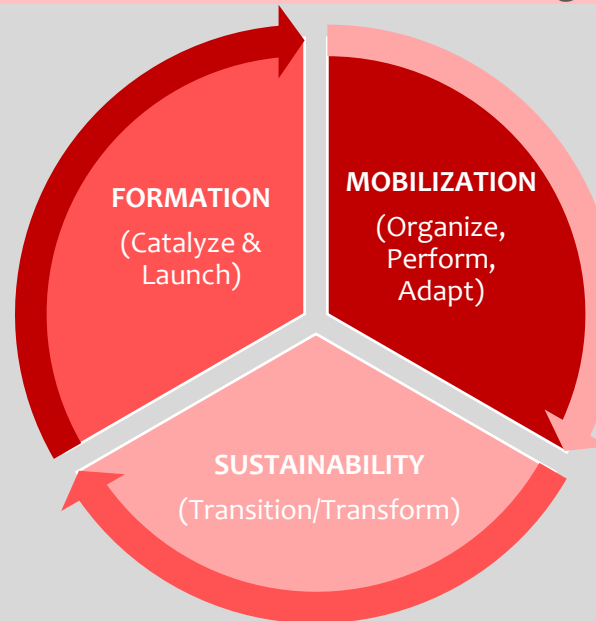 FORMATION
(Catalyze &
Launch)
MOBILIZATION
(Organize,
Perform,
Adapt)
SUSTAINABILITY
(Transition/Transform)